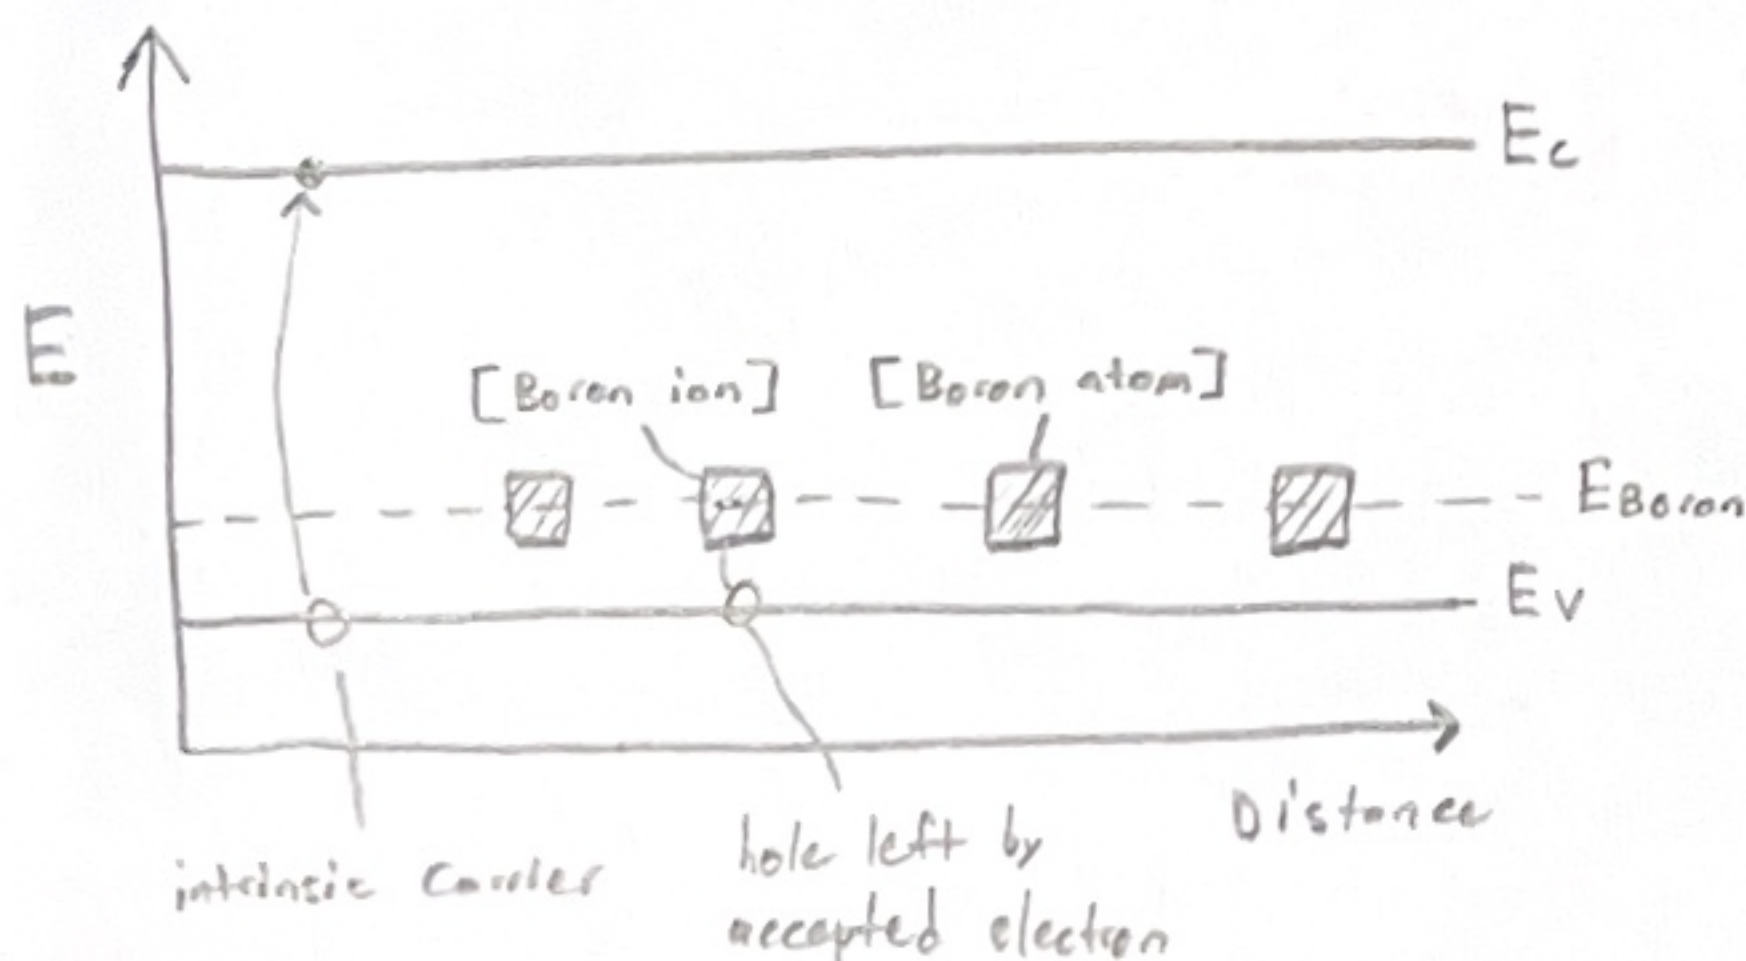 Ec
E
[Boron ion] [Boron atom]
EBoron
Ev
Distance
intrinsic carrier
hole left by
accepted electron